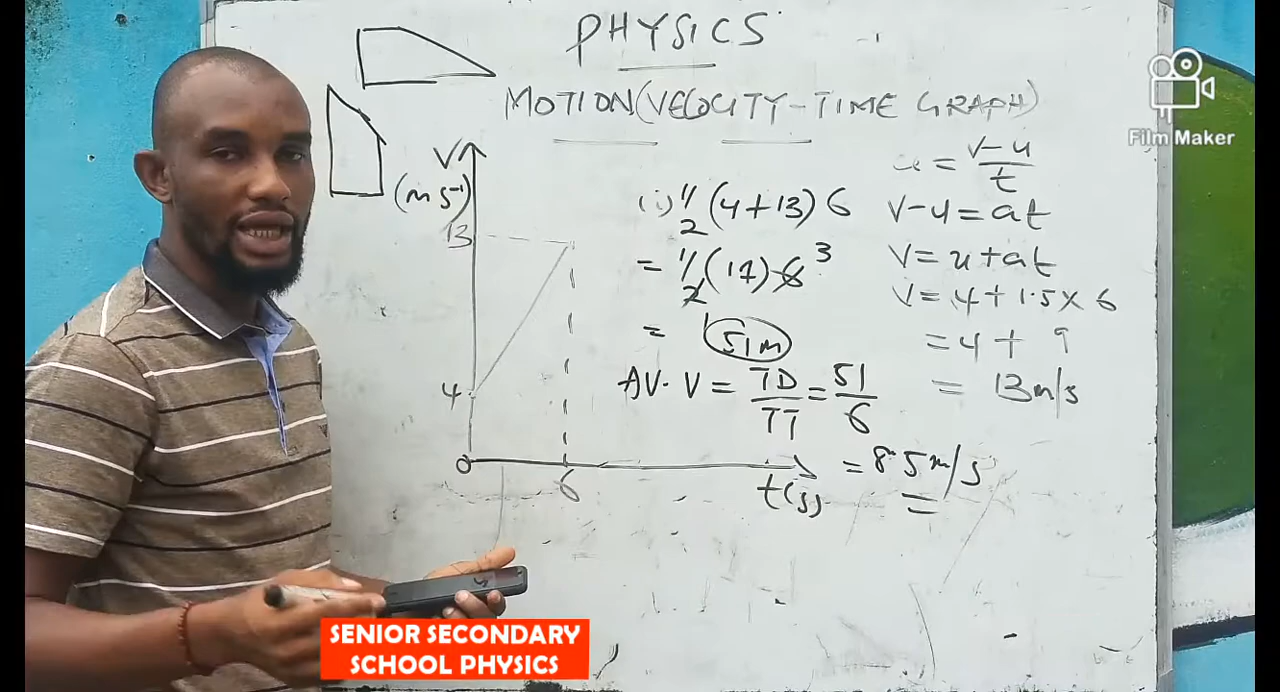 PHYSICS
MOTION(VELOCITY-TIME GRAPH)
Film Maker
V
(m s⁻¹)
13
4
0
6
t(s)
(i) 1/2 (4+13) 6
= 1/2 (17) 6 3
= 51m
AV. V = TD/TT = 51/6
= 8.5m/s
a = v-u/t
v-u = at
v = u+at
v = 4+1.5×6
= 4 + 9
= 13m/s
SENIOR SECONDARY
SCHOOL PHYSICS